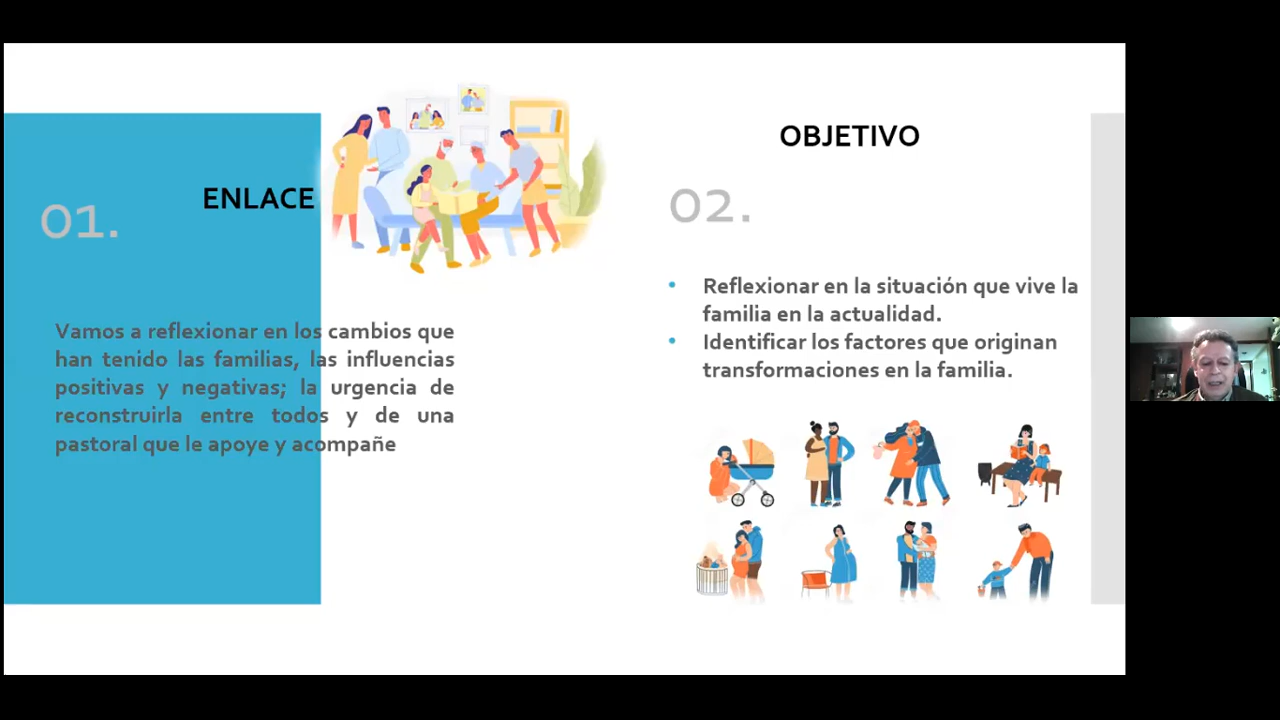 01.
ENLACE
Vamos a reflexionar en los cambios que
han tenido las familias, las influencias
positivas y negativas; la urgencia de
reconstruirla entre todos y de una
pastoral que le apoye y acompañe
OBJETIVO
02.
• Reflexionar en la situación que vive la
familia en la actualidad.
• Identificar los factores que originan
transformaciones en la familia.